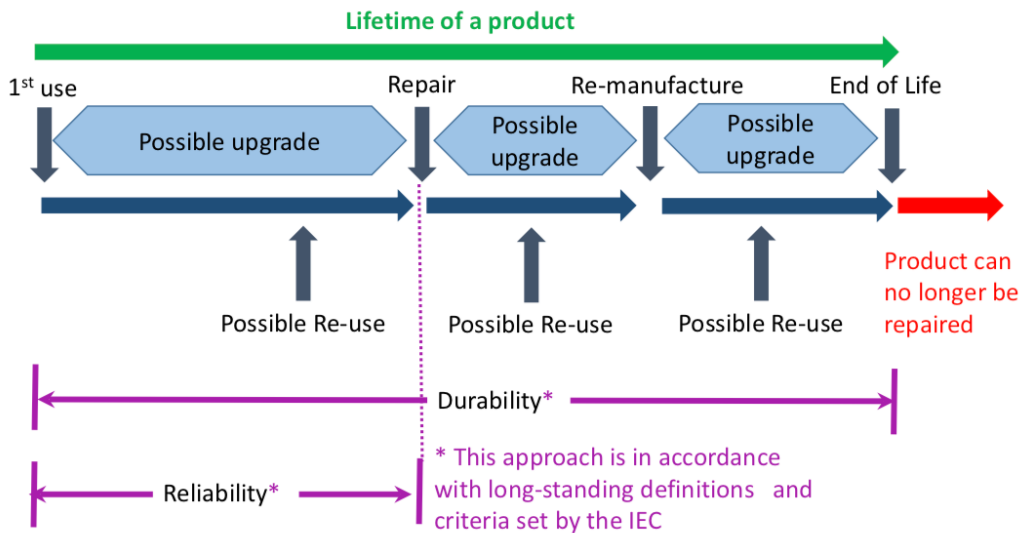 Lifetime of a product
1st use
Repair
Re-manufacture
End of Life
Possible upgrade
Possible
upgrade
Possible
upgrade
Possible Re-use
Possible Re-use
Possible Re-use
Product can
no longer be
repaired
Durability*
Reliability*
* This approach is in accordance
with long-standing definitions and
criteria set by the IEC